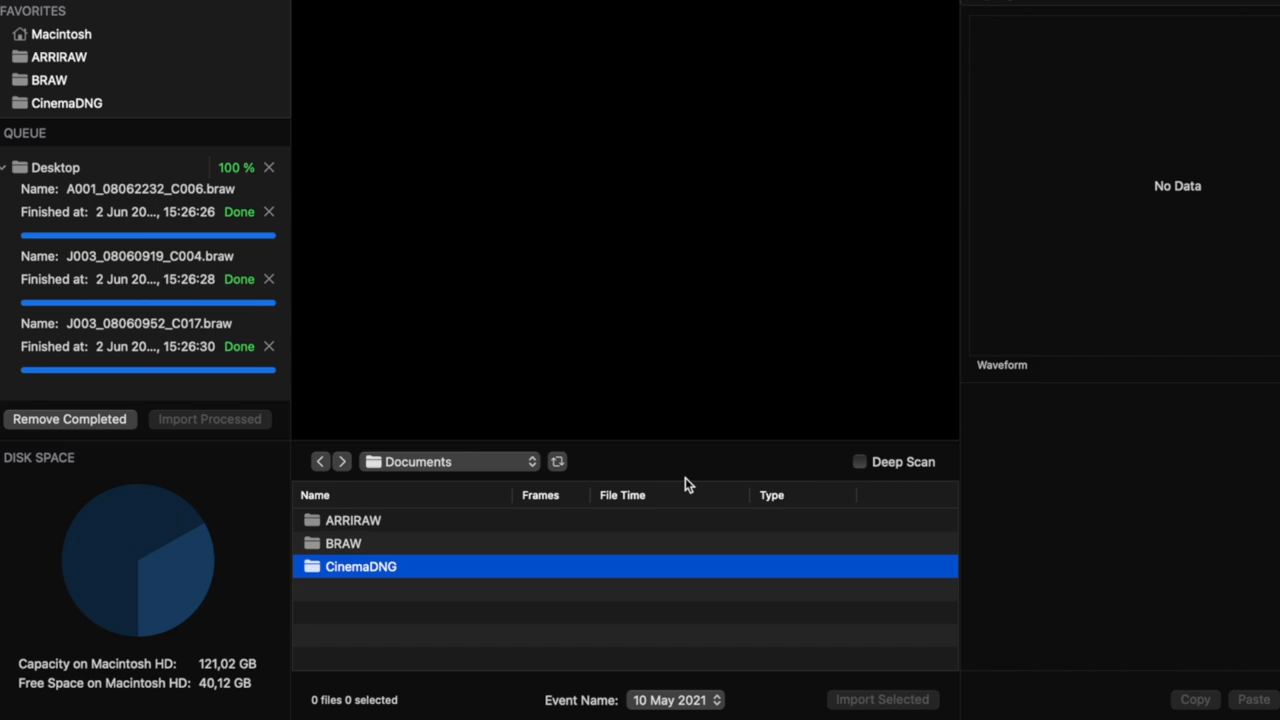 FAVORITES
Macintosh
ARRIRAW
BRAW
CinemaDNG
QUEUE
Desktop 100 %
Name: A001_08062232_C006.braw
Finished at: 2 Jun 20..., 15:26:26 Done
Name: J003_08060919_C004.braw
Finished at: 2 Jun 20..., 15:26:28 Done
Name: J003_08060952_C017.braw
Finished at: 2 Jun 20..., 15:26:30 Done
Remove Completed Import Processed
DISK SPACE
Capacity on Macintosh HD: 121,02 GB
Free Space on Macintosh HD: 40,12 GB
Documents Deep Scan
Name Frames File Time Type
ARRIRAW
BRAW
CinemaDNG
0 files 0 selected Event Name: 10 May 2021 Import Selected
No Data
Waveform
Copy Paste